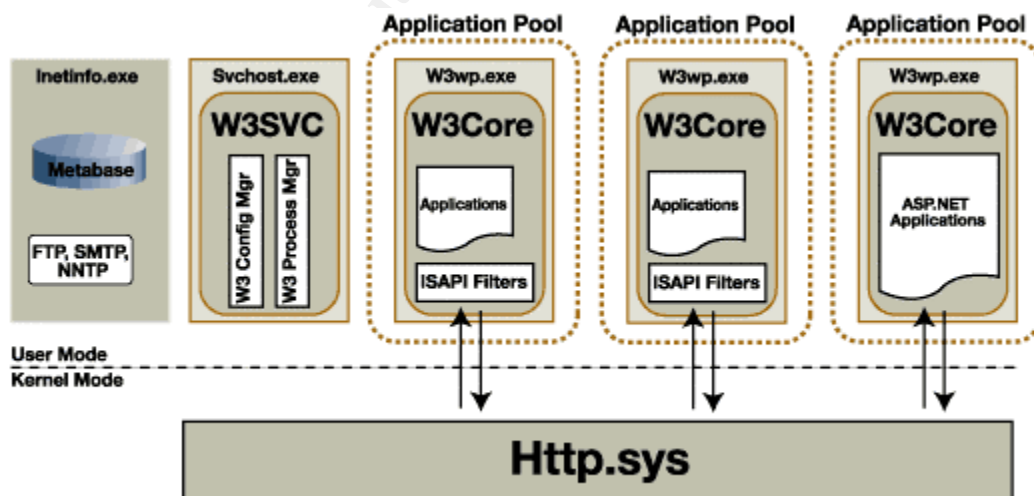 Application Pool
Application Pool
Application Pool
Inetinfo.exe
Svchost.exe
W3wp.exe
W3wp.exe
W3wp.exe
W3SVC
W3Core
W3Core
W3Core
Metabase
FTP, SMTP,
NNTP
W3 Config Mgr
W3 Process Mgr
Applications
ISAPI Filters
Applications
ISAPI Filters
ASP.NET
Applications
User Mode
Kernel Mode
Http.sys